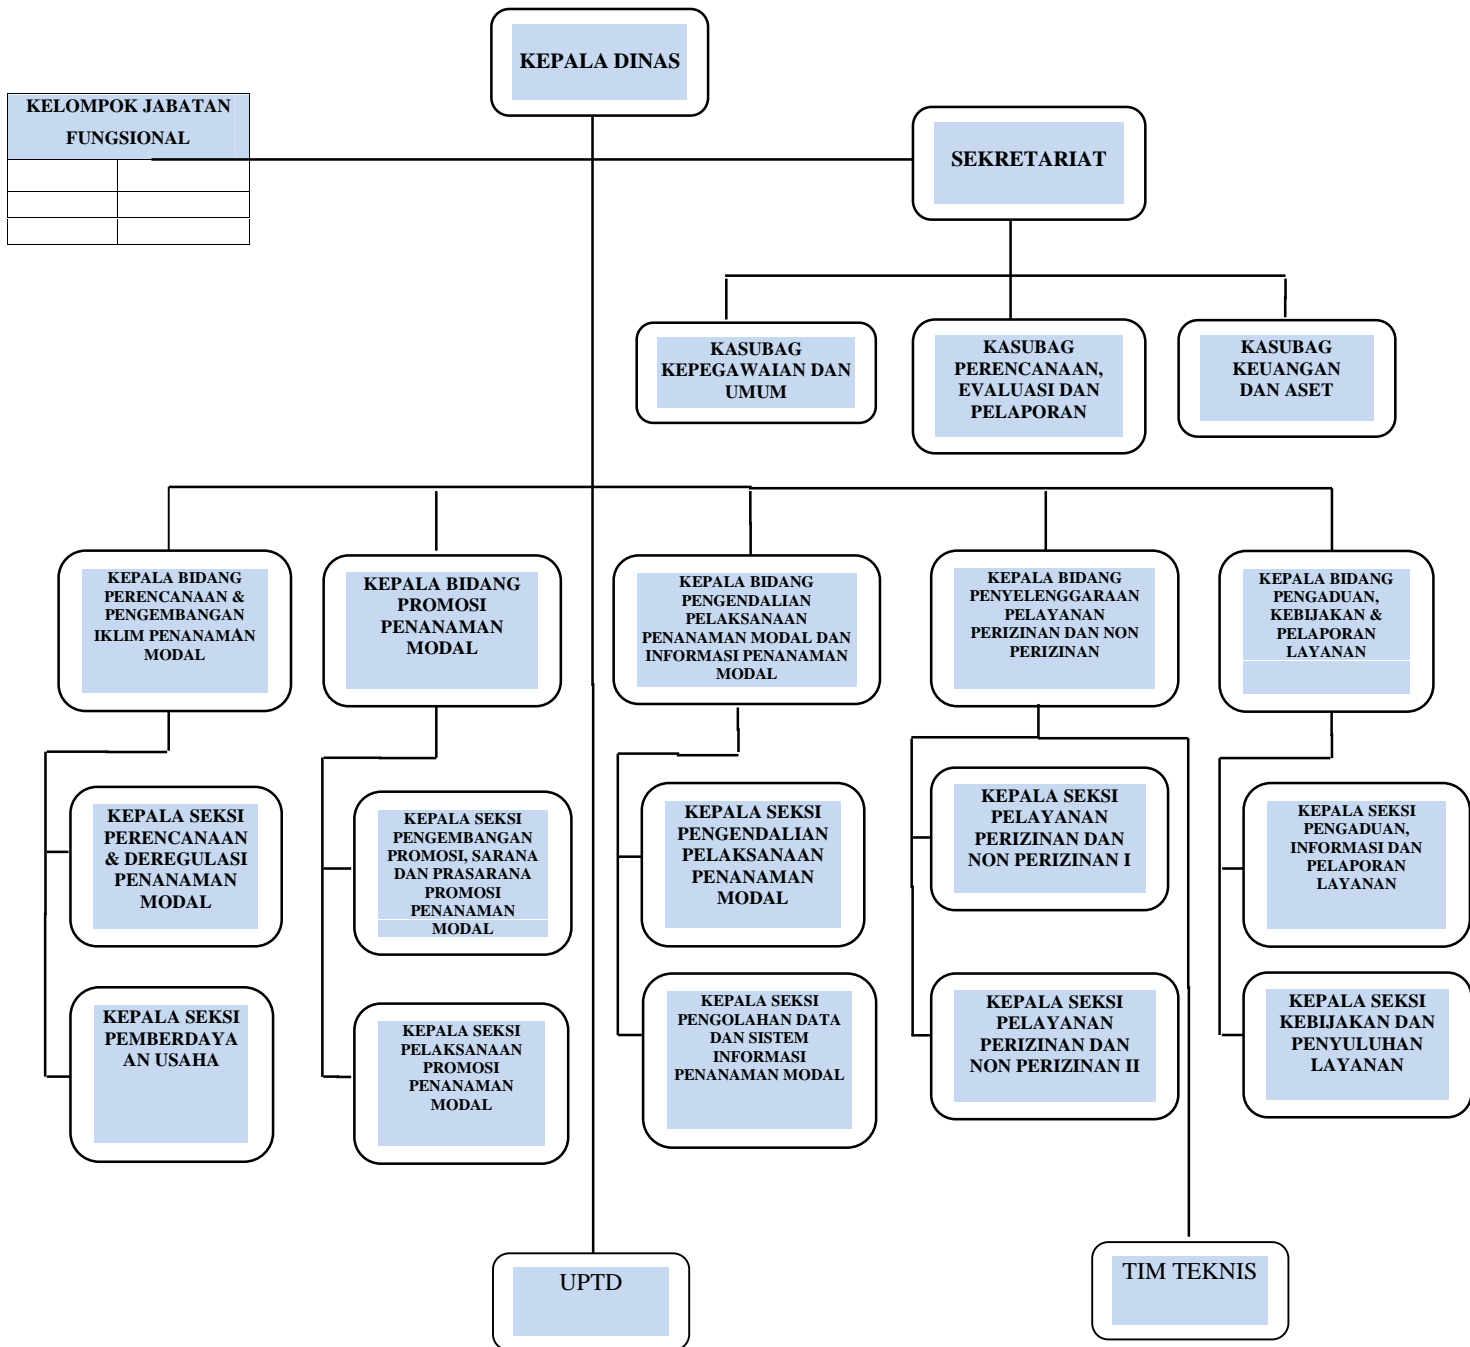 KEPALA DINAS
KELOMPOK JABATAN
FUNGSIONAL
SEKRETARIAT
KASUBAG
KEPEGAWAIAN DAN
UMUM
KASUBAG
PERENCANAAN,
EVALUASI DAN
PELAPORAN
KASUBAG
KEUANGAN
DAN ASET
KEPALA BIDANG
PERENCANAAN &
PENGEMBANGAN
IKLIM PENANAMAN
MODAL
KEPALA BIDANG
PROMOSI
PENANAMAN
MODAL
KEPALA BIDANG
PENGENDALIAN
PELAKSANAAN
PENANAMAN MODAL DAN
INFORMASI PENANAMAN
MODAL
KEPALA BIDANG
PENYELENGGARAAN
PELAYANAN
PERIZINAN DAN NON
PERIZINAN
KEPALA BIDANG
PENGADUAN,
KEBIJAKAN &
PELAPORAN
LAYANAN
KEPALA SEKSI
PERENCANAAN
& DEREGULASI
PENANAMAN
MODAL
KEPALA SEKSI
PENGEMBANGAN
PROMOSI, SARANA
DAN PRASARANA
PROMOSI
PENANAMAN
MODAL
KEPALA SEKSI
PENGENDALIAN
PELAKSANAAN
PENANAMAN
MODAL
KEPALA SEKSI
PELAYANAN
PERIZINAN DAN
NON PERIZINAN I
KEPALA SEKSI
PENGADUAN,
INFORMASI DAN
PELAPORAN
LAYANAN
KEPALA SEKSI
PEMBERDAYA
AN USAHA
KEPALA SEKSI
PELAKSANAAN
PROMOSI
PENANAMAN
MODAL
KEPALA SEKSI
PENGOLAHAN DATA
DAN SISTEM
INFORMASI
PENANAMAN MODAL
KEPALA SEKSI
PELAYANAN
PERIZINAN DAN
NON PERIZINAN II
KEPALA SEKSI
KEBIJAKAN DAN
PENYULUHAN
LAYANAN
UPTD
TIM TEKNIS